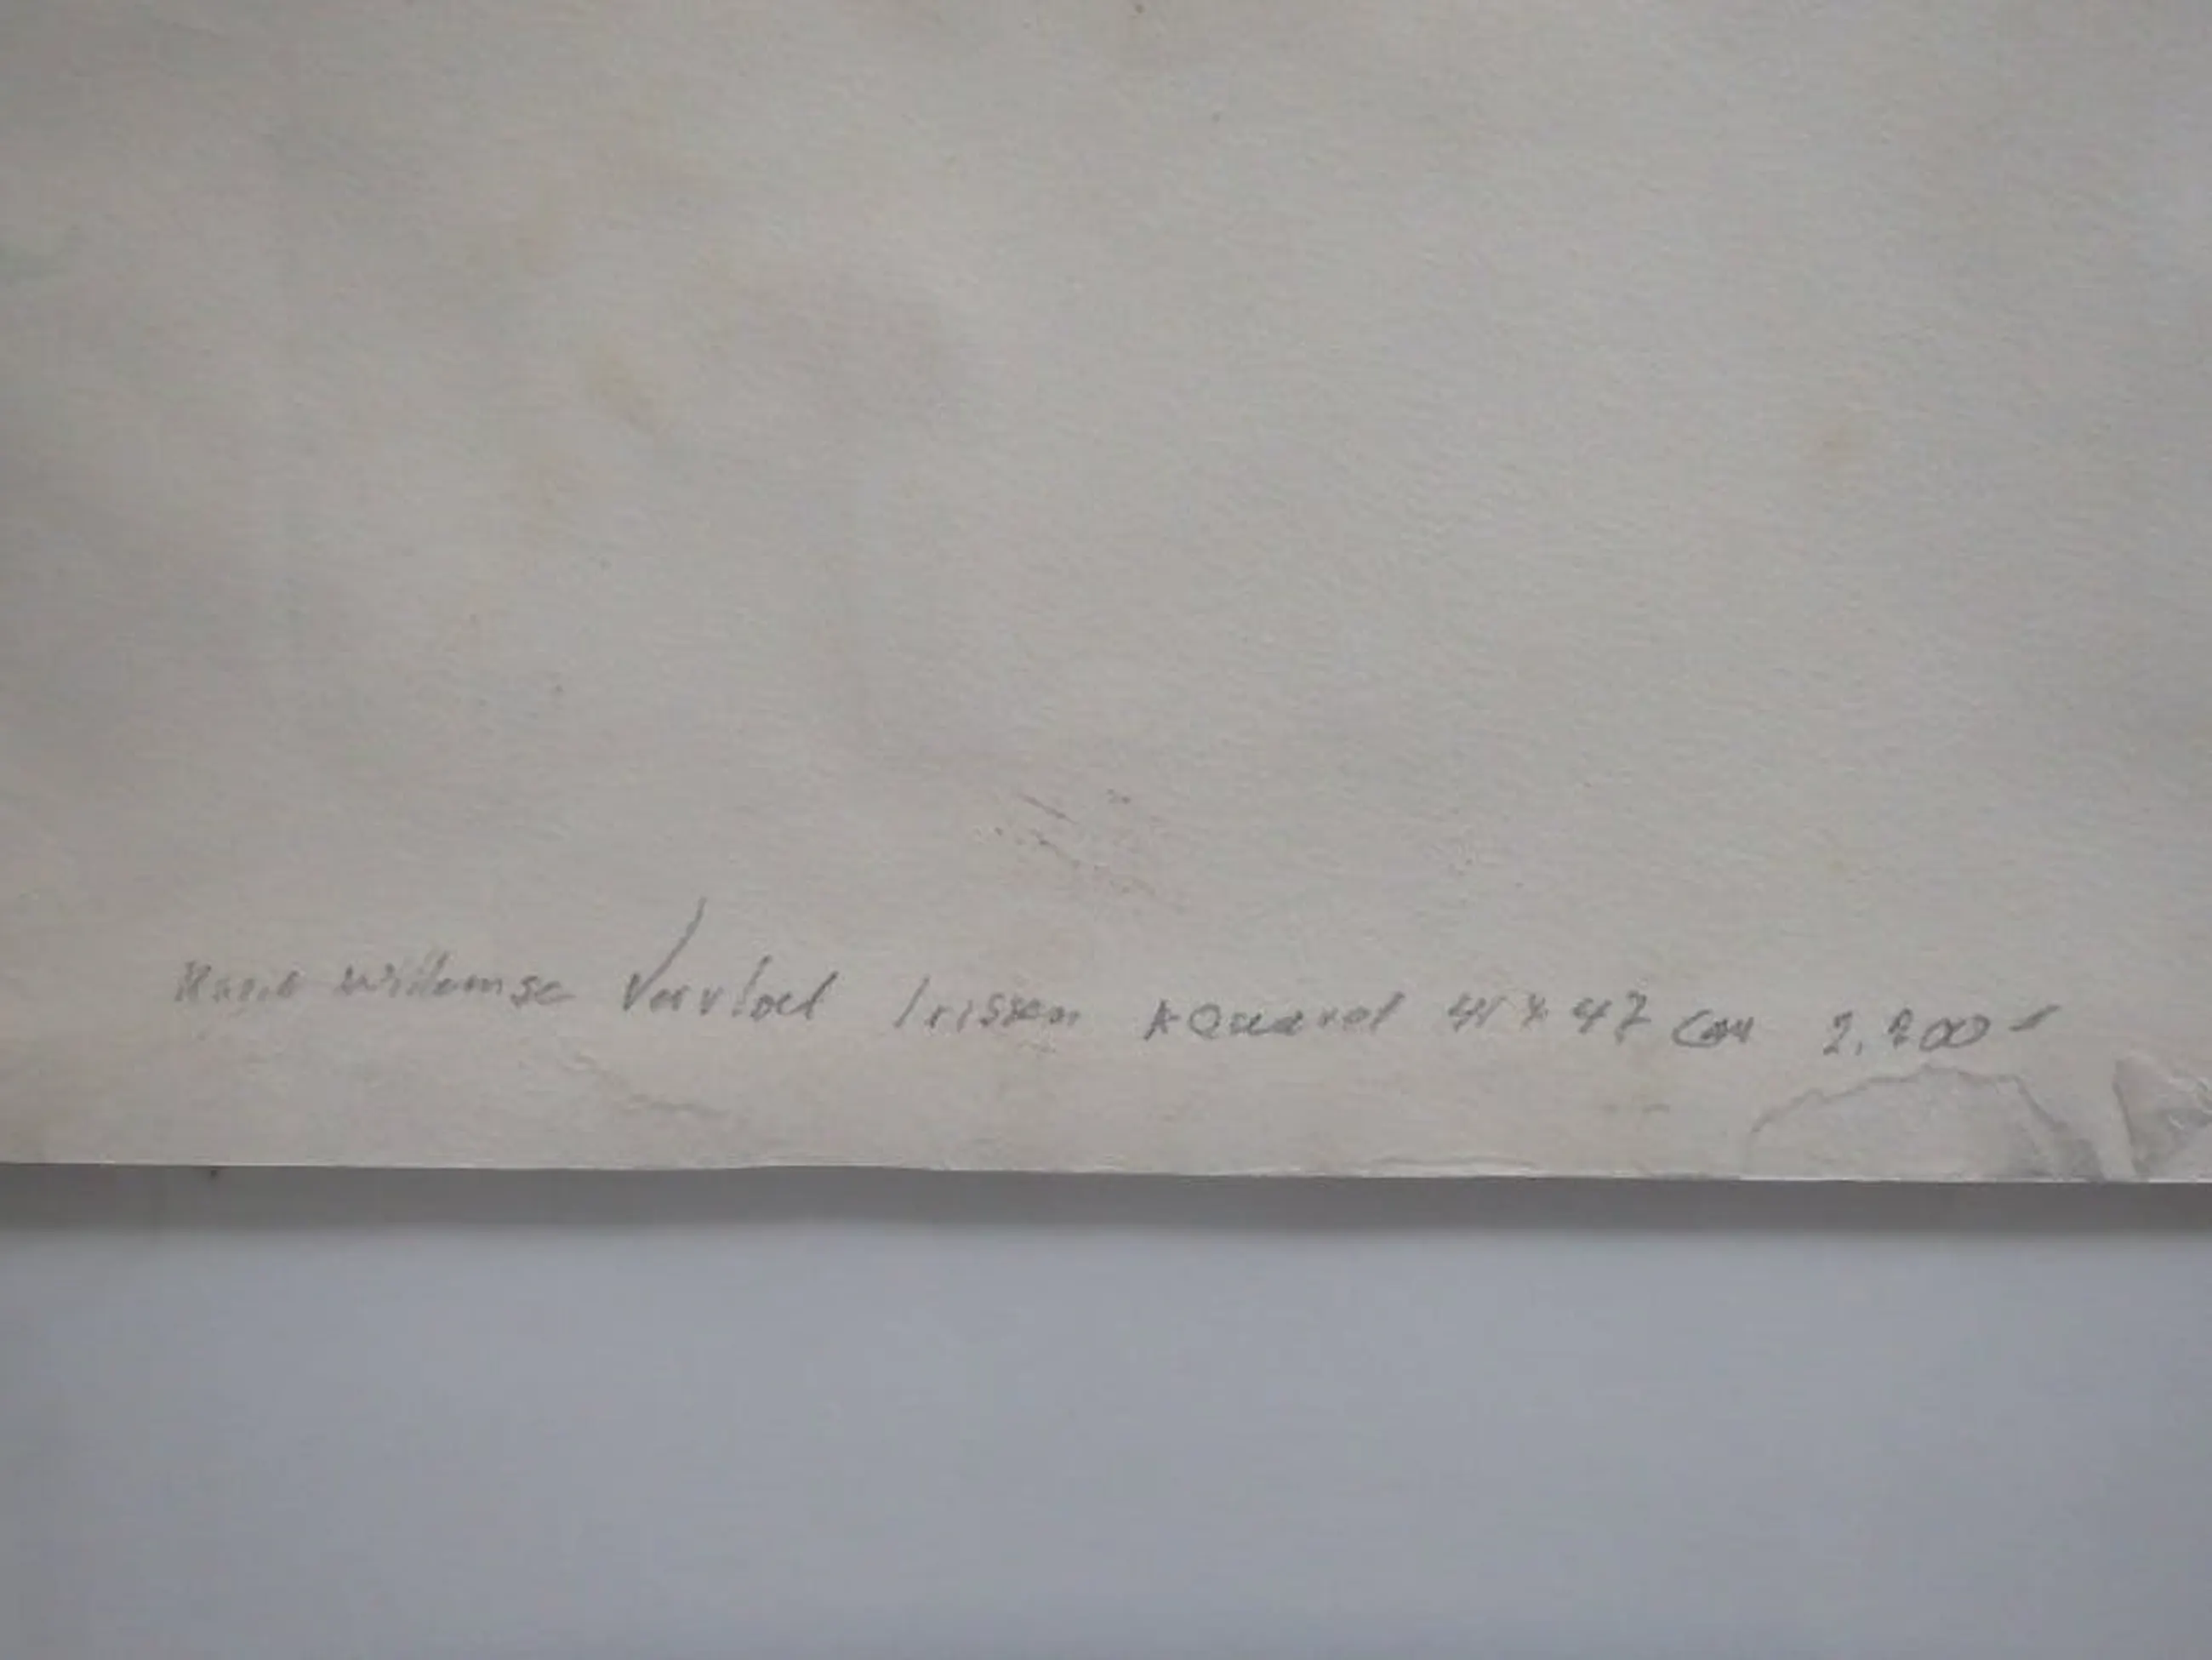 Marie Willemse Vervloet Irissen Aquarel 41 x 47 cm 2.200-